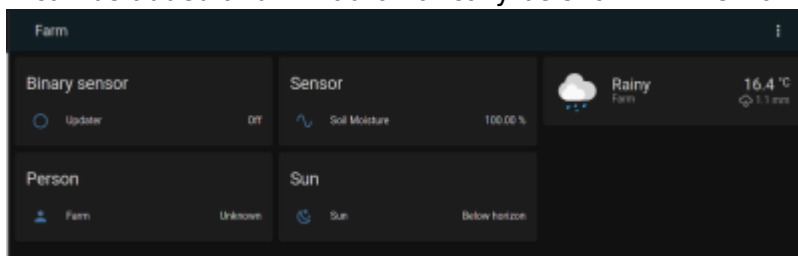 Farm
Binary sensor
Updater Off
Sensor
Soil Moisture 100.00 %
Rainy 16.4 °C
Farm 1.1 mm
Person
Farm Unknown
Sun
Sun Below horizon